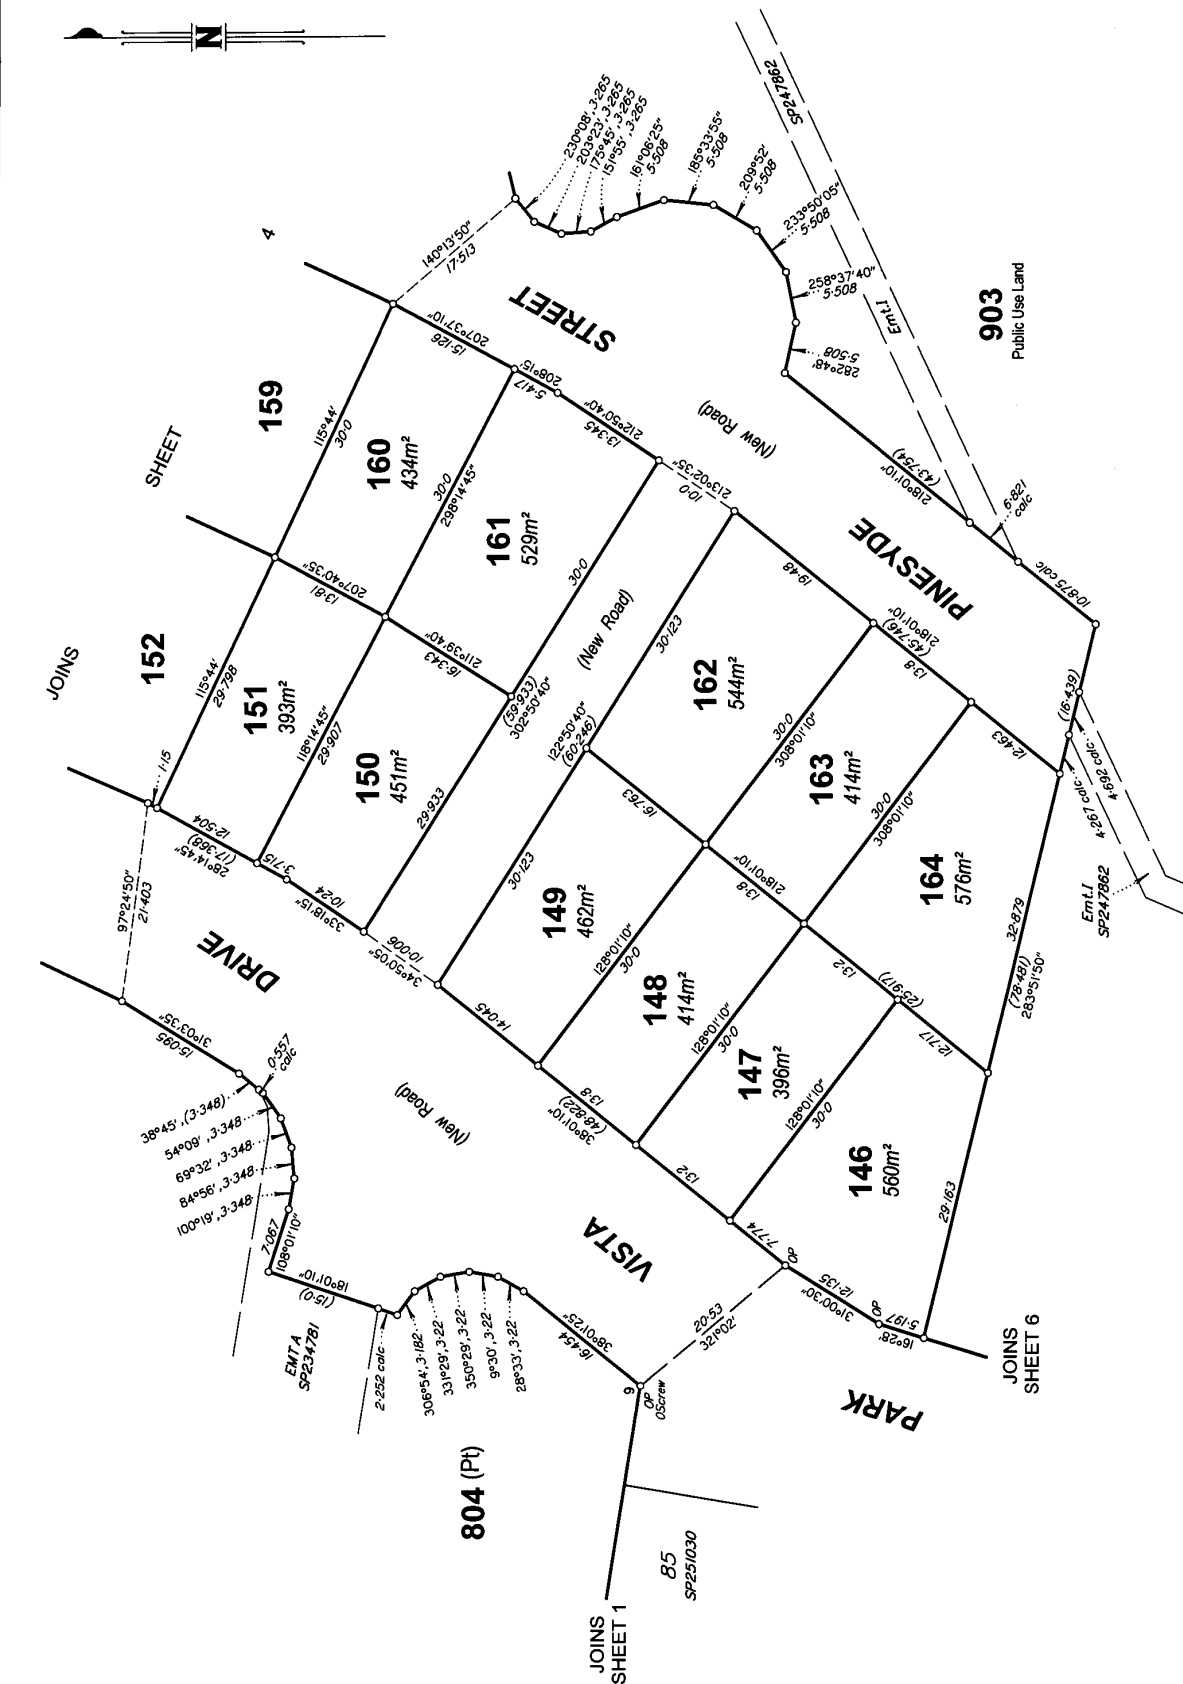 N
4
SHEET
JOINS
159
152
115°44'
30·0
160
434m²
140°13'50"
17·513
230°08', 3·265
203°23', 3·265
175°45', 3·265
151°55', 3·265
161°06'25"
5·508
185°33'55"
5·508
209°52'
5·508
233°50'05"
5·508
258°37'40"
5·508
282°48'
5·508
SP247862
Emt.I
903
Public Use Land
STREET
207°37'10"
15·126
208°15'
5·417
212°50'40"
13·345
213°02'35"
10·0
(New Road)
218°01'10"
(43·754)
6·821
calc
10·875 calc
PINESYDE
298°14'45"
30·0
161
529m²
207°40'35"
13·81
211°39'40"
16·343
30·0
(59·933)
302°50'40"
(New Road)
115°44'
29·798
1·15
151
393m²
118°14'45"
29·907
150
451m²
29·933
12·504
(17·368)
28°14'45"
3·715
10·24
33°18'15"
10·006
34°50'05"
97°24'50"
21·403
DRIVE
30·123
122°50'40"
(60·246)
30·123
162
544m²
19·48
218°01'10"
(45·746)
13·8
12·463
16·763
30·0
308°01'10"
163
414m²
30·0
308°01'10"
164
576m²
149
462m²
14·045
128°01'10"
30·0
13·8
218°01'10"
148
414m²
13·8
(48·822)
38°01'10"
128°01'10"
30·0
13·2
(25·917)
12·717
147
396m²
13·2
128°01'10"
30·0
146
560m²
7·774
OP
12·135
31°00'30"
OP
5·197
16°28'
29·163
32·879
(78·481)
283°51'50"
(16·439)
4·692 calc
4·267 calc
Emt.I
SP247862
31°03'35"
15·095
0·557
calc
38°45', (3·348)
54°09', 3·348
69°32', 3·348
84°56', 3·348
100°19', 3·348
7·067
108°01'10"
18°01'10"
(15·0)
EMT A
SP234781
2·252 calc
306°54', 3·182
331°29', 3·22
350°29', 3·22
9°30', 3·22
28°33', 3·22
38°01'25"
16·454
(New Road)
VISTA
20·53
321°02'
9
OP
OScrew
PARK
804 (Pt)
85
SP251030
JOINS
SHEET 1
JOINS
SHEET 6